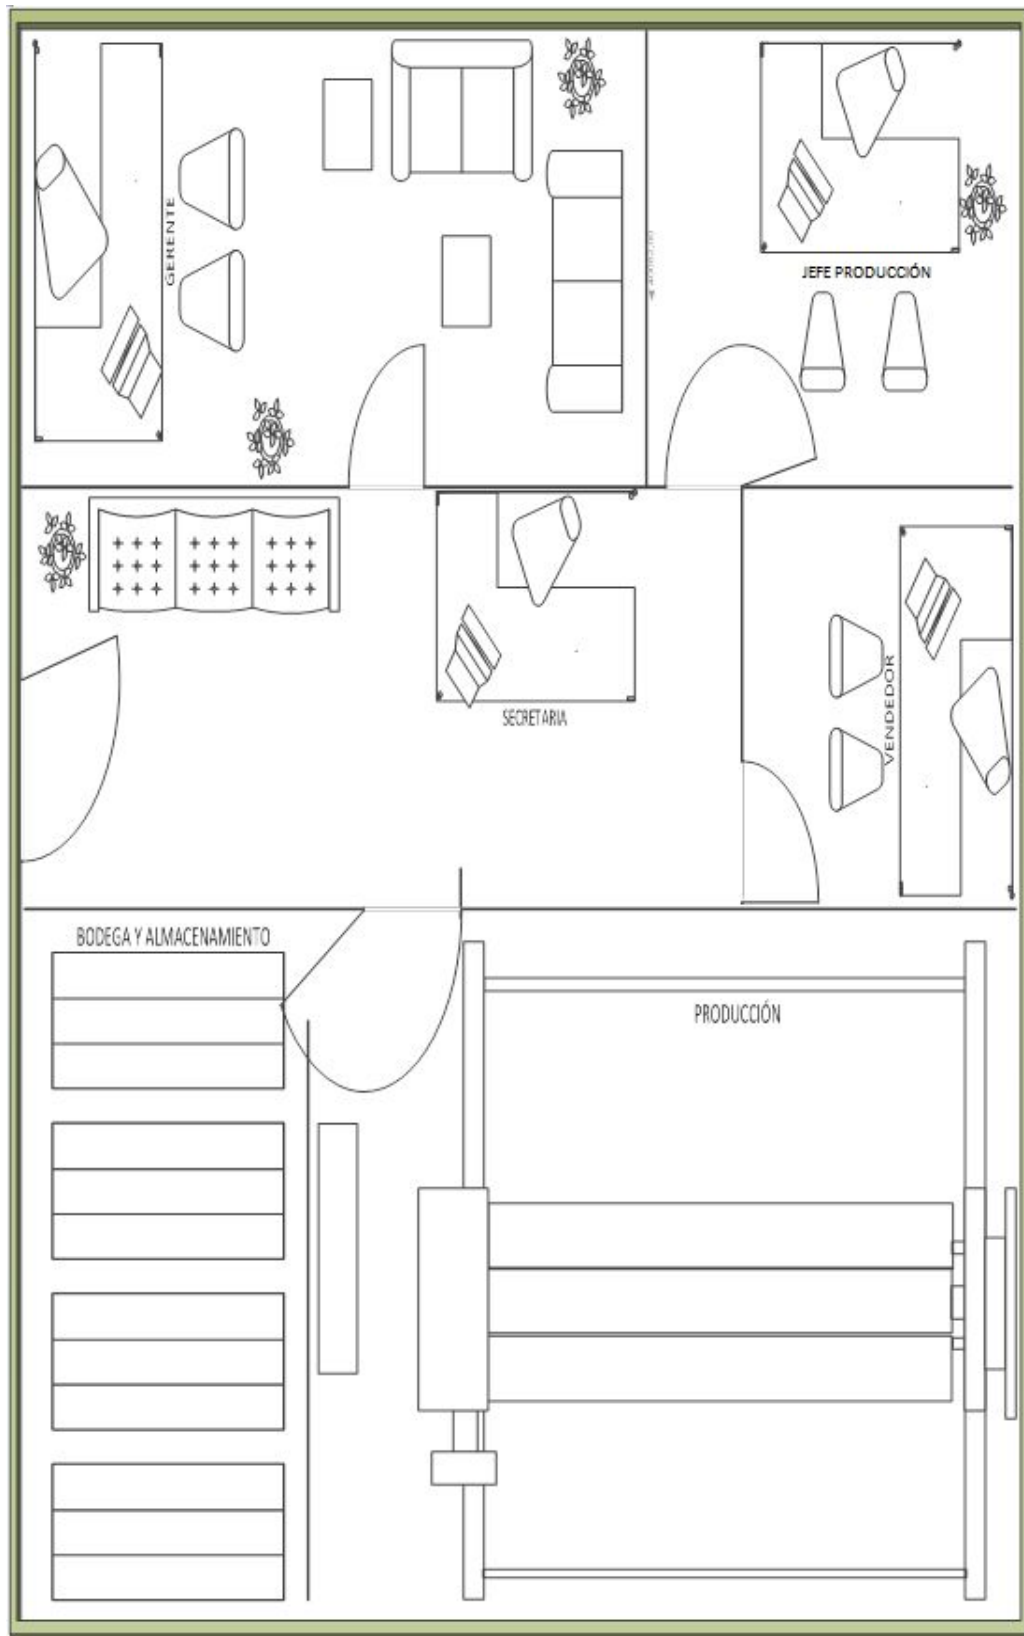 GERENTE
JEFE PRODUCCIÓN
SECRETARIA
VENDEDOR
BODEGA Y ALMACENAMIENTO
PRODUCCIÓN